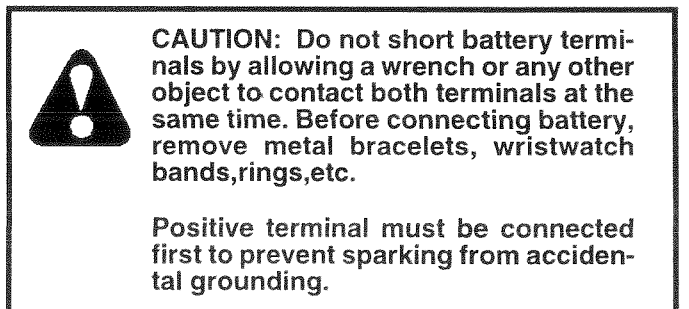 CAUTION: Do not short battery termi-
nals by allowing a wrench or any other
object to contact both terminals at the
same time. Before connecting battery,
remove metal bracelets, wristwatch
bands,rings,etc.
Positive terminal must be connected
first to prevent sparking from acciden-
tal grounding.